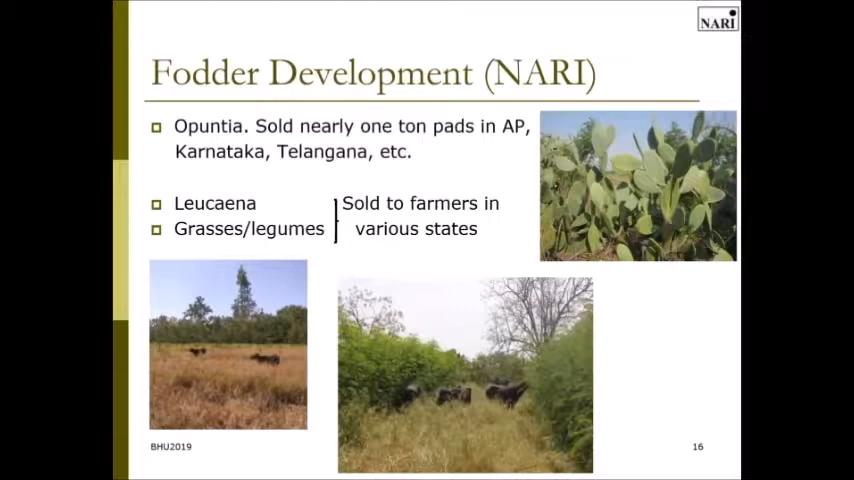 NARI
Fodder Development (NARI)
Opuntia. Sold nearly one ton pads in AP,
Karnataka, Telangana, etc.
Leucaena
Grasses/legumes
Sold to farmers in
various states
BHU2019
16